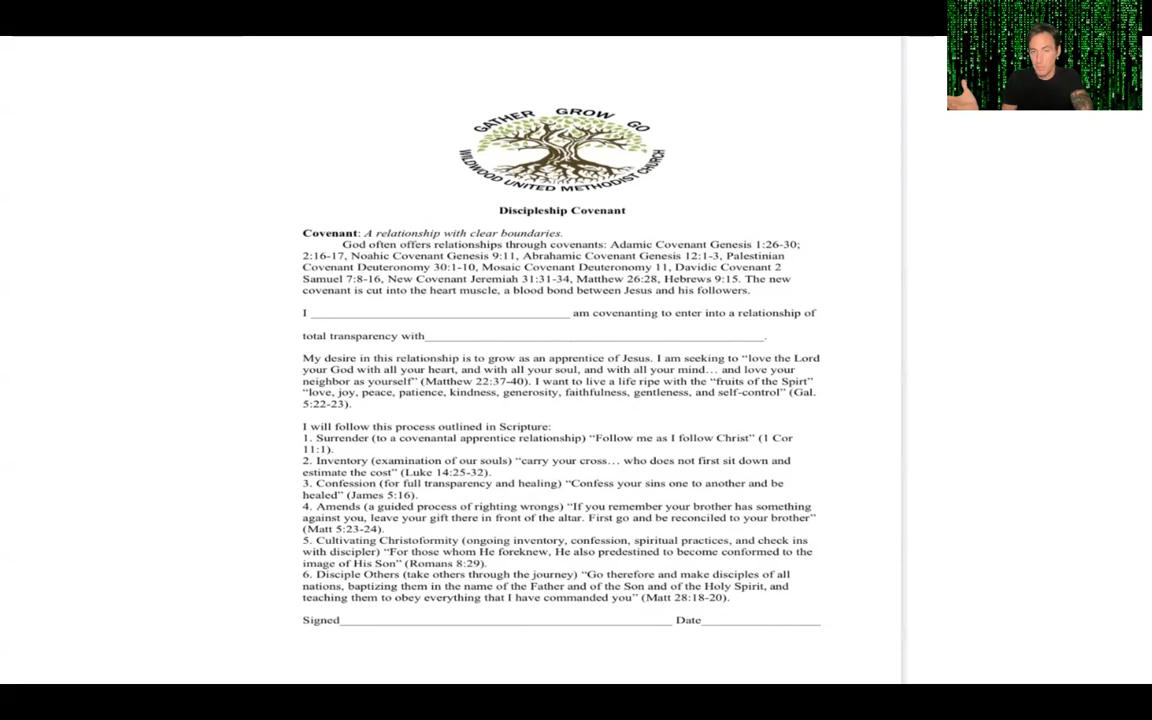 GATHER GROW GO
WILDWOOD UNITED METHODIST CHURCH
Discipleship Covenant
Covenant: A relationship with clear boundaries.
God often offers relationships through covenants: Adamic Covenant Genesis 1:26-30;
2:16-17, Noahic Covenant Genesis 9:11, Abrahamic Covenant Genesis 12:1-3, Palestinian
Covenant Deuteronomy 30:1-10, Mosaic Covenant Deuteronomy 11, Davidic Covenant 2
Samuel 7:8-16, New Covenant Jeremiah 31:31-34, Matthew 26:28, Hebrews 9:15. The new
covenant is cut into the heart muscle, a blood bond between Jesus and his followers.
I ________________________________________ am covenanting to enter into a relationship of
total transparency with____________________________________________________.
My desire in this relationship is to grow as an apprentice of Jesus. I am seeking to “love the Lord
your God with all your heart, and with all your soul, and with all your mind… and love your
neighbor as yourself” (Matthew 22:37-40). I want to live a life ripe with the “fruits of the Spirt”
“love, joy, peace, patience, kindness, generosity, faithfulness, gentleness, and self-control” (Gal.
5:22-23).
I will follow this process outlined in Scripture:
1. Surrender (to a covenantal apprentice relationship) “Follow me as I follow Christ” (1 Cor
11:1).
2. Inventory (examination of our souls) “carry your cross… who does not first sit down and
estimate the cost” (Luke 14:25-32).
3. Confession (for full transparency and healing) “Confess your sins one to another and be
healed” (James 5:16).
4. Amends (a guided process of righting wrongs) “If you remember your brother has something
against you, leave your gift there in front of the altar. First go and be reconciled to your brother”
(Matt 5:23-24).
5. Cultivating Christoformity (ongoing inventory, confession, spiritual practices, and check ins
with discipler) “For those whom He foreknew, He also predestined to become conformed to the
image of His Son” (Romans 8:29).
6. Disciple Others (take others through the journey) “Go therefore and make disciples of all
nations, baptizing them in the name of the Father and of the Son and of the Holy Spirit, and
teaching them to obey everything that I have commanded you” (Matt 28:18-20).
Signed___________________________________________________ Date__________________